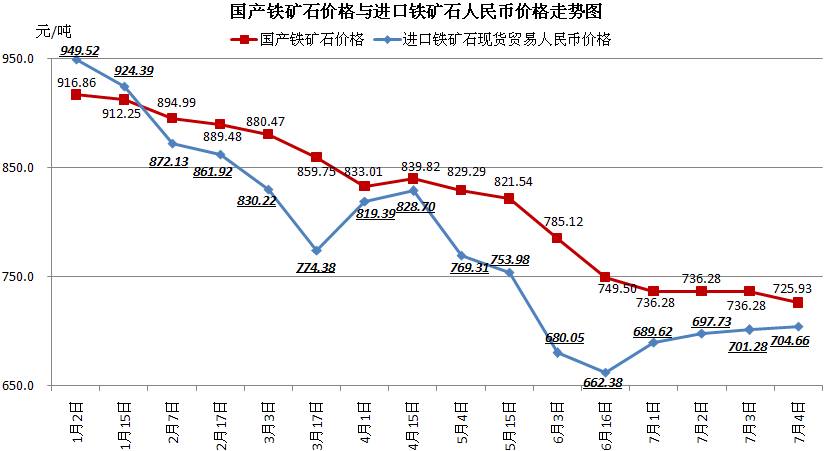 国产铁矿石价格与进口铁矿石人民币价格走势图
元/吨
国产铁矿石价格 进口铁矿石现货贸易人民币价格
950.0
850.0
750.0
650.0
916.86
912.25
894.99
889.48
880.47
859.75
833.01
839.82
829.29
821.54
785.12
749.50
736.28
736.28
736.28
725.93
949.52
924.39
872.13
861.92
830.22
774.38
819.39
828.70
769.31
753.98
680.05
662.38
689.62
697.73
701.28
704.66
1月2日
1月15日
2月7日
2月17日
3月3日
3月17日
4月1日
4月15日
5月4日
5月15日
6月3日
6月16日
7月1日
7月2日
7月3日
7月4日